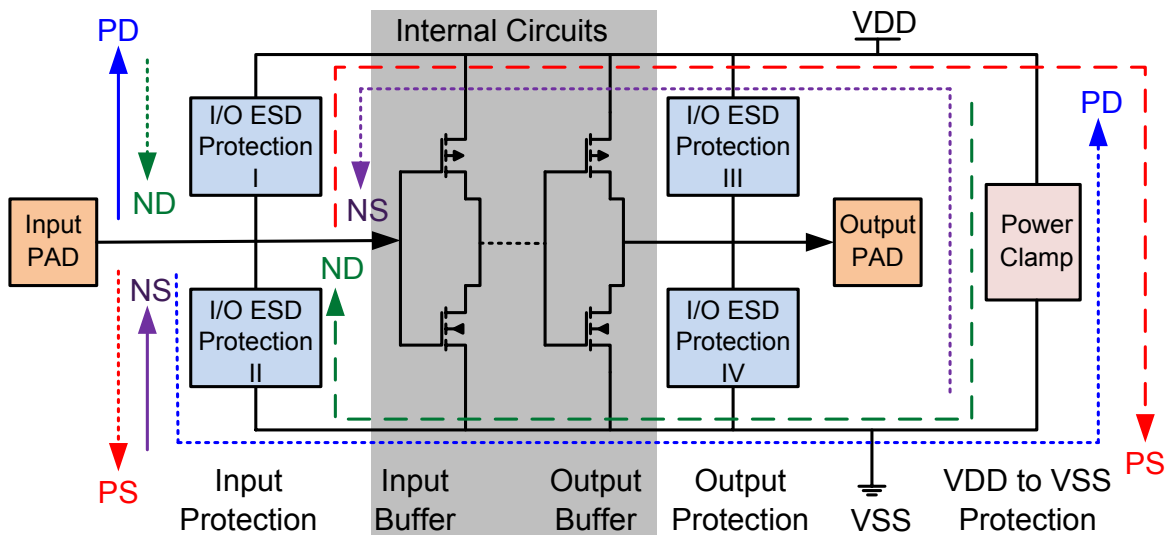 VDD
PD
Internal Circuits
I/O ESD
Protection
I
I/O ESD
Protection
III
PD
ND
NS
Input
PAD
Output
PAD
Power
Clamp
ND
NS
I/O ESD
Protection
II
I/O ESD
Protection
IV
PS
PS
Input
Protection
Input
Buffer
Output
Buffer
Output
Protection
VSS
VDD to VSS
Protection